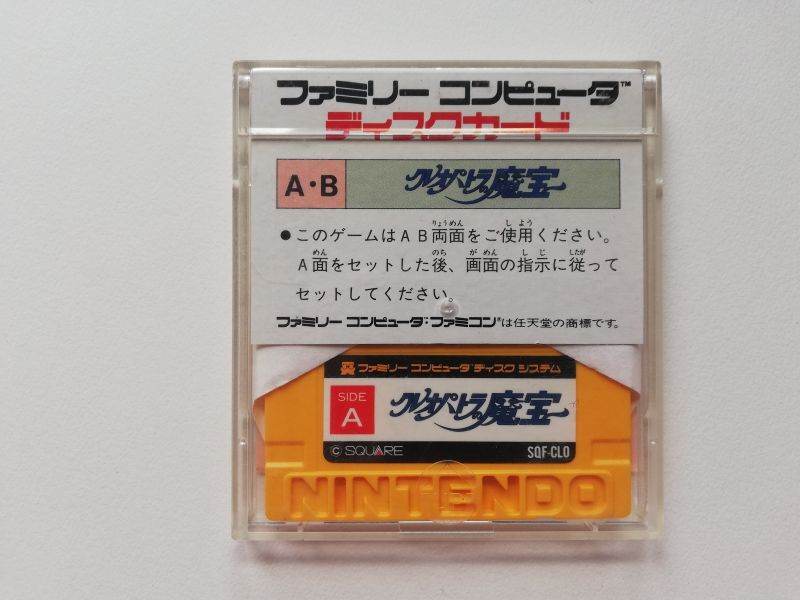 ファミリー コンピュータ™
ディスクカード
A・B クレオパトラの魔宝
●このゲームはAB両面をご使用ください。
A面をセットした後、画面の指示に従って
セットしてください。
ファミリー コンピュータ・ファミコン®は任天堂の商標です。
ファミリー コンピュータ ディスク システム
SIDE A クレオパトラの魔宝
© SQUARE SQF-CLO
NINTENDO